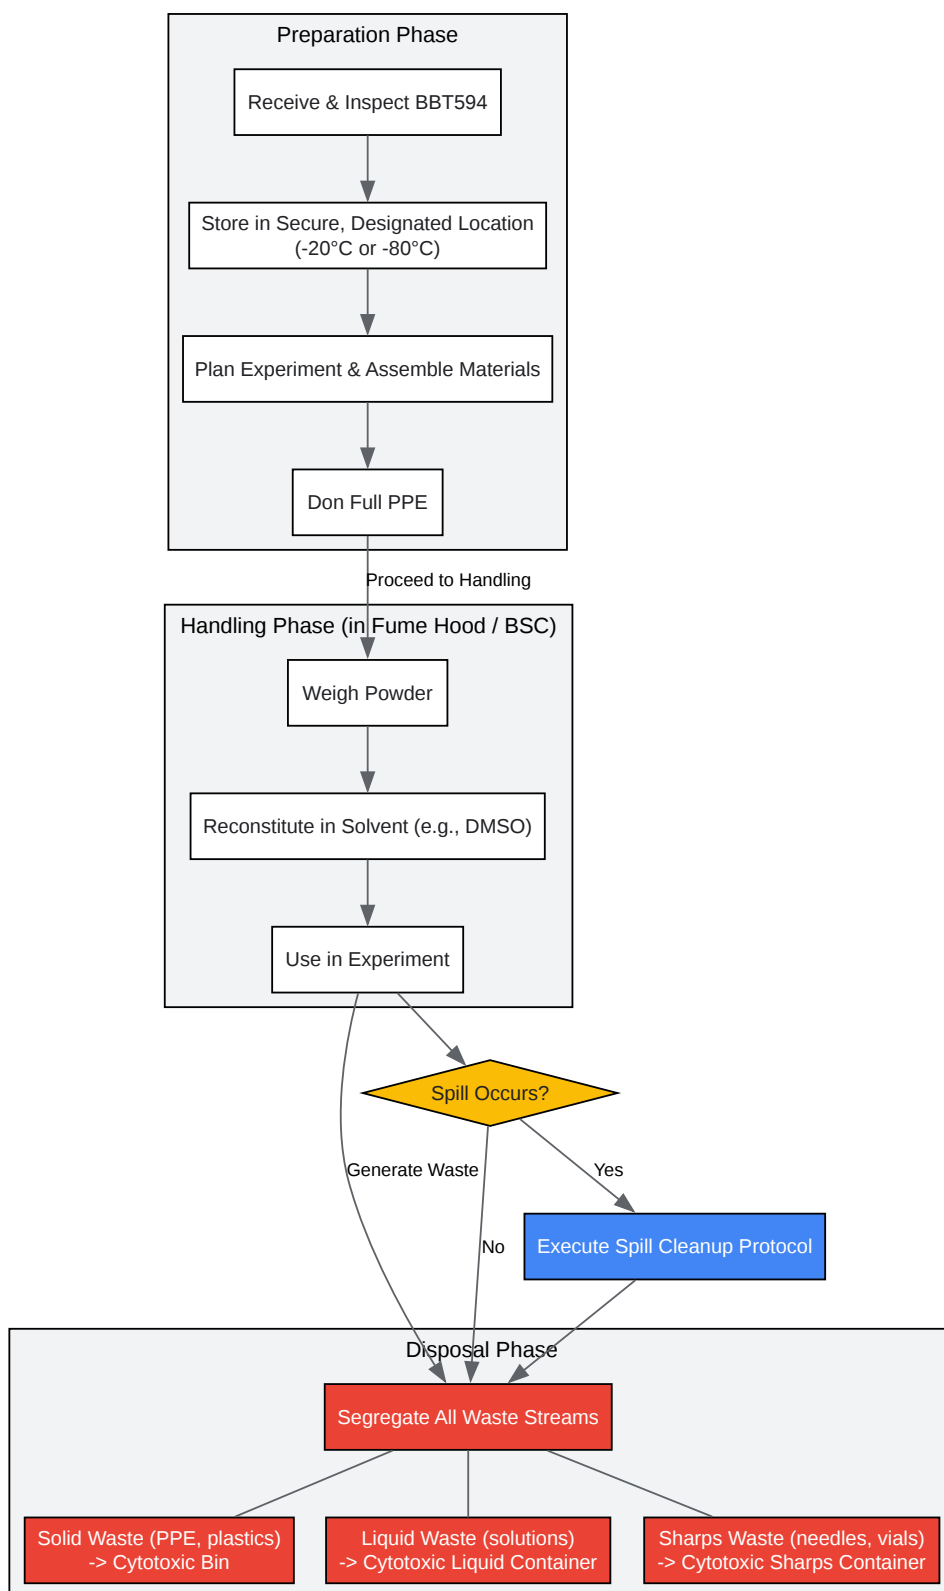 Preparation Phase
Receive & Inspect BBT594
Store in Secure, Designated Location
(-20°C or -80°C)
Plan Experiment & Assemble Materials
Don Full PPE
Proceed to Handling
Handling Phase (in Fume Hood / BSC)
Weigh Powder
Reconstitute in Solvent (e.g., DMSO)
Use in Experiment
Spill Occurs?
Generate Waste
Yes
No
Execute Spill Cleanup Protocol
Disposal Phase
Segregate All Waste Streams
Solid Waste (PPE, plastics)
-> Cytotoxic Bin
Liquid Waste (solutions)
-> Cytotoxic Liquid Container
Sharps Waste (needles, vials)
-> Cytotoxic Sharps Container